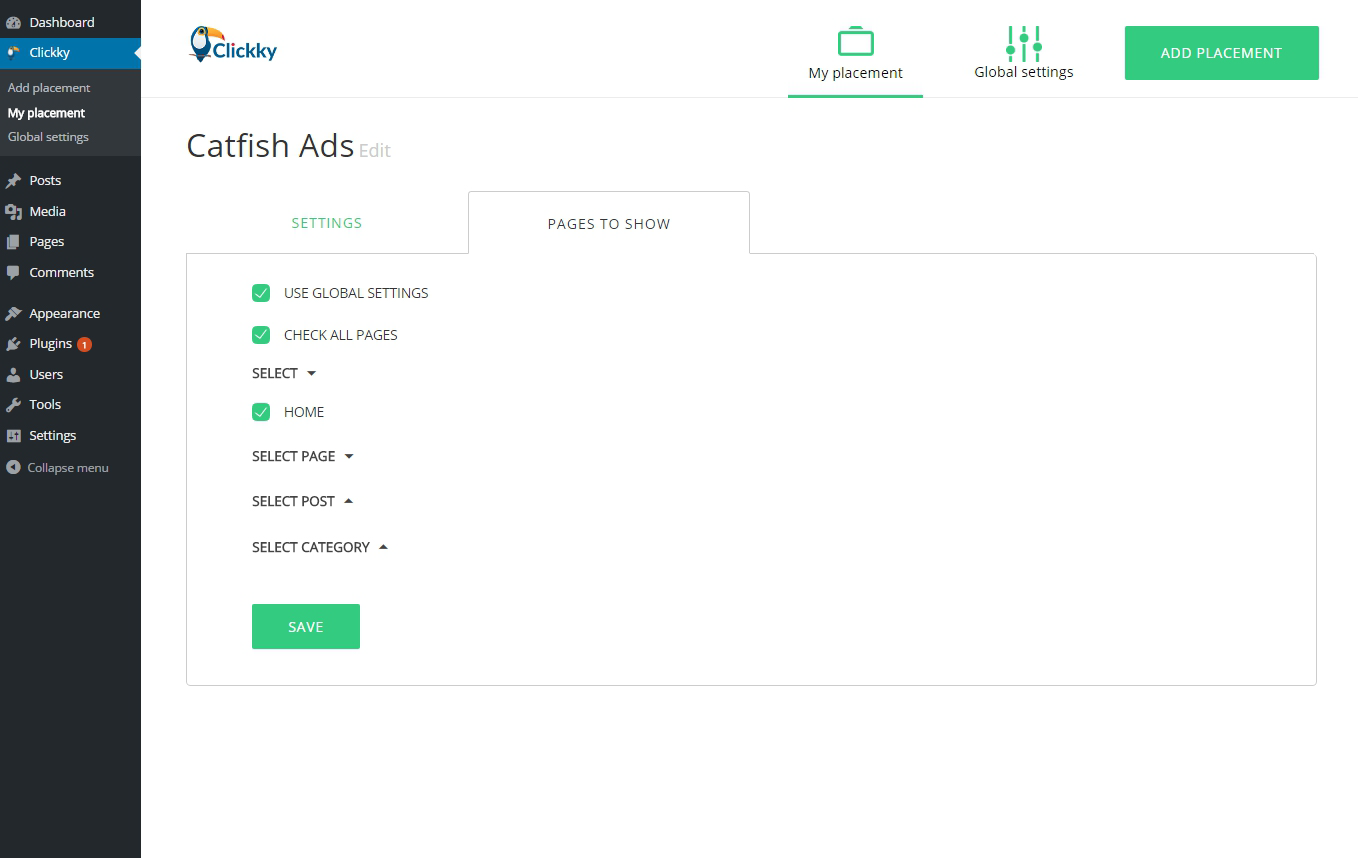 Dashboard
Clickky
Add placement
My placement
Global settings
Posts
Media
Pages
Comments
Appearance
Plugins 1
Users
Tools
Settings
Collapse menu
Clickky
My placement
Global settings
ADD PLACEMENT
Catfish Ads Edit
SETTINGS
PAGES TO SHOW
USE GLOBAL SETTINGS
CHECK ALL PAGES
SELECT
HOME
SELECT PAGE
SELECT POST
SELECT CATEGORY
SAVE